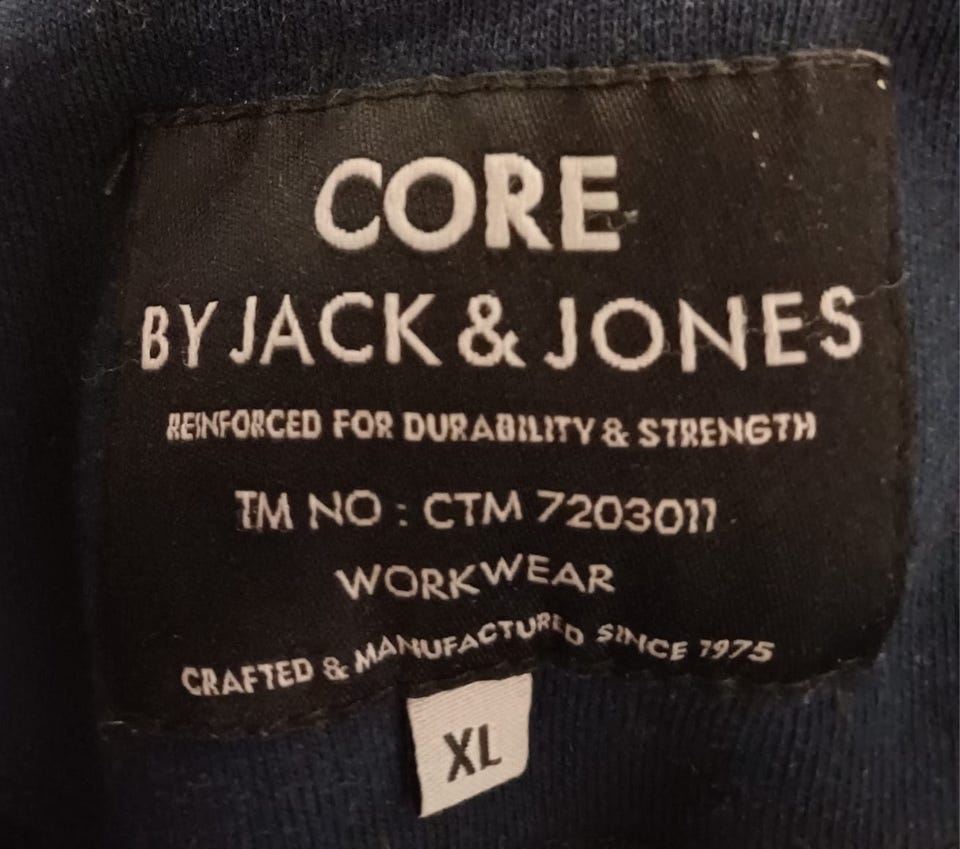 CORE
BY JACK & JONES
REINFORCED FOR DURABILITY & STRENGTH
TM NO : CTM 7203011
WORKWEAR
CRAFTED & MANUFACTURED SINCE 1975
XL